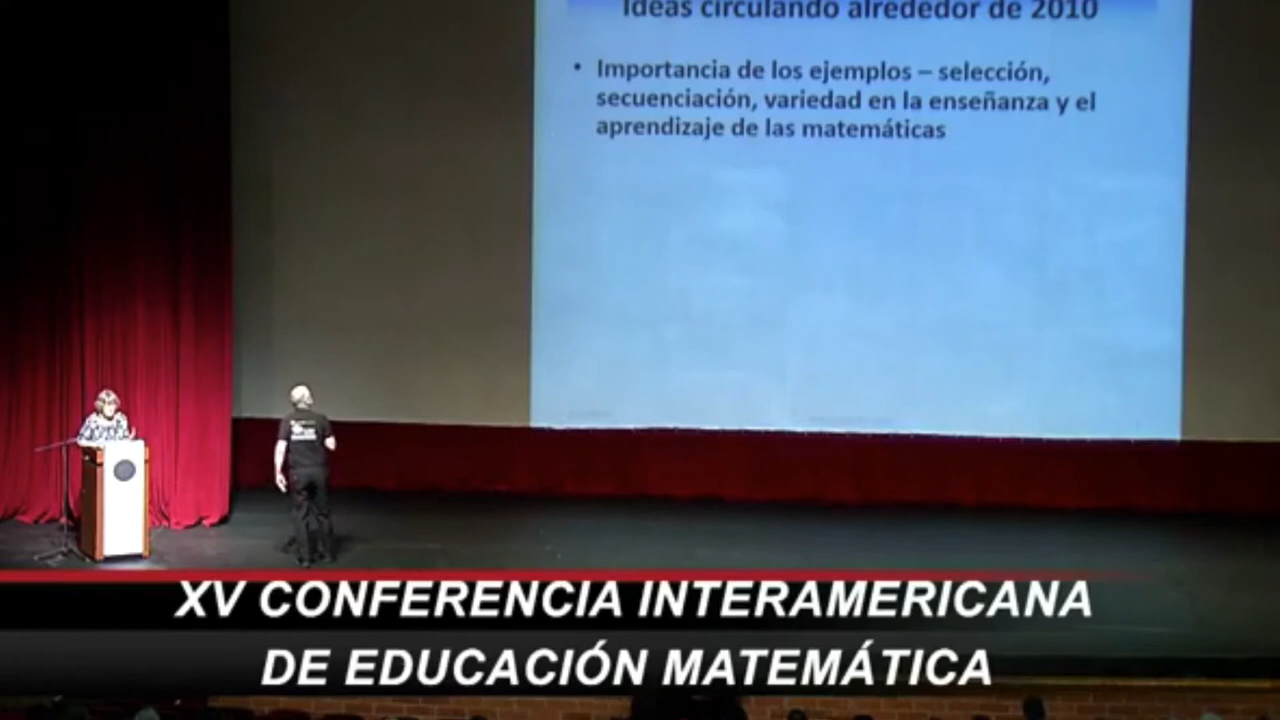 Ideas circulando alrededor de 2010
• Importancia de los ejemplos – selección,
secuenciación, variedad en la enseñanza y el
aprendizaje de las matemáticas
XV CONFERENCIA INTERAMERICANA
DE EDUCACIÓN MATEMÁTICA